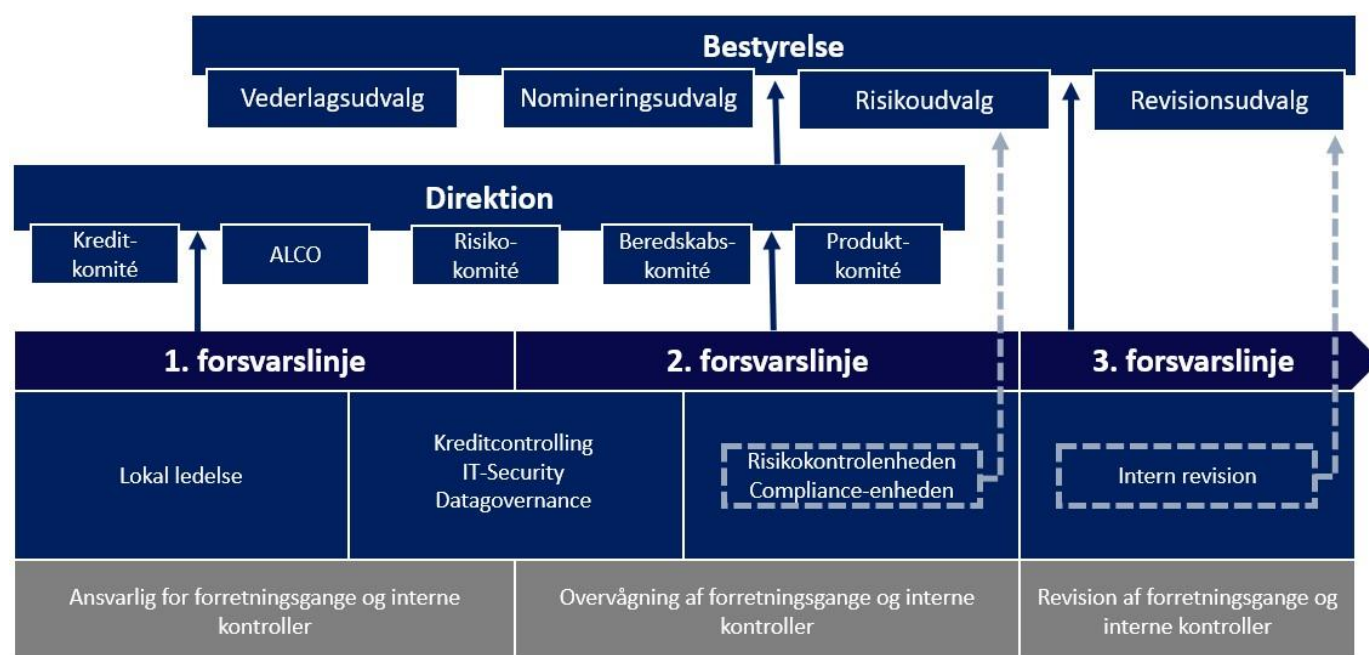 Bestyrelse
Vederlagsudvalg
Nomineringsudvalg
Risikoudvalg
Revisionsudvalg
Direktion
Kredit-
komité
ALCO
Risiko-
komité
Beredskabs-
komité
Produkt-
komité
1. forsvarslinje
2. forsvarslinje
3. forsvarslinje
Lokal ledelse
Kreditcontrolling
IT-Security
Datagovernance
Risikokontrolenheden
Compliance-enheden
Intern revision
Ansvarlig for forretningsgange og interne
kontroller
Overvågning af forretningsgange og interne
kontroller
Revision af forretningsgange og
interne kontroller